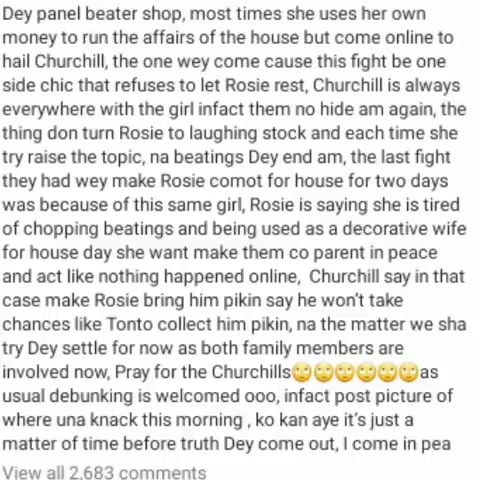 Dey panel beater shop, most times she uses her own
money to run the affairs of the house but come online to
hail Churchill, the one wey come cause this fight be one
side chic that refuses to let Rosie rest, Churchill is always
everywhere with the girl infact them no hide am again, the
thing don turn Rosie to laughing stock and each time she
try raise the topic, na beatings Dey end am, the last fight
they had wey make Rosie comot for house for two days
was because of this same girl, Rosie is saying she is tired
of chopping beatings and being used as a decorative wife
for house day she want make them co parent in peace
and act like nothing happened online,  Churchill say in that
case make Rosie bring him pikin say he won't take
chances like Tonto collect him pikin, na the matter we sha
try Dey settle for now as both family members are
involved now, Pray for the Churchills🙄🙄🙄🙄🙄🙄as
usual debunking is welcomed ooo, infact post picture of
where una knack this morning , ko kan aye it's just a
matter of time before truth Dey come out, I come in pea
View all 2,683 comments